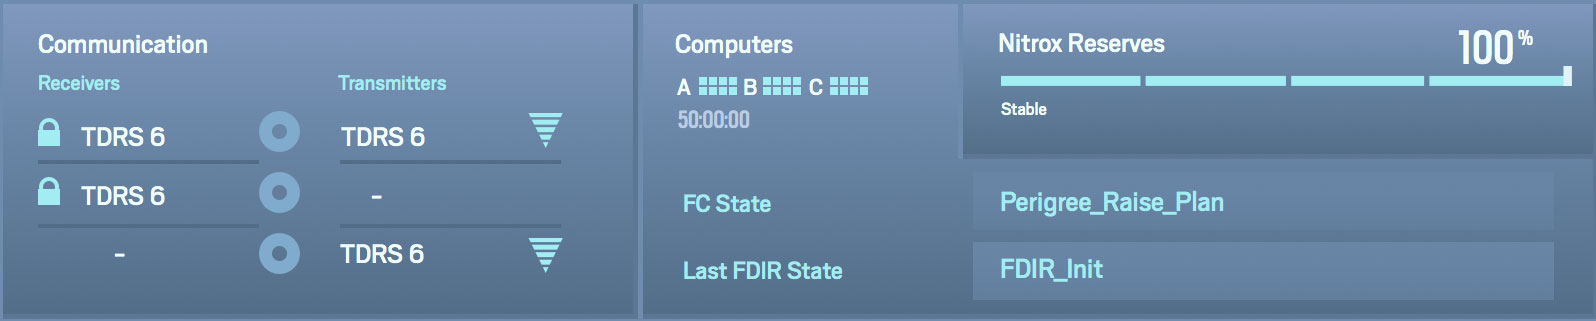 Communication
Receivers Transmitters
TDRS 6 TDRS 6
TDRS 6 -
- TDRS 6
Computers
A B C
50:00:00
Nitrox Reserves 100%
Stable
FC State Perigree_Raise_Plan
Last FDIR State FDIR_Init